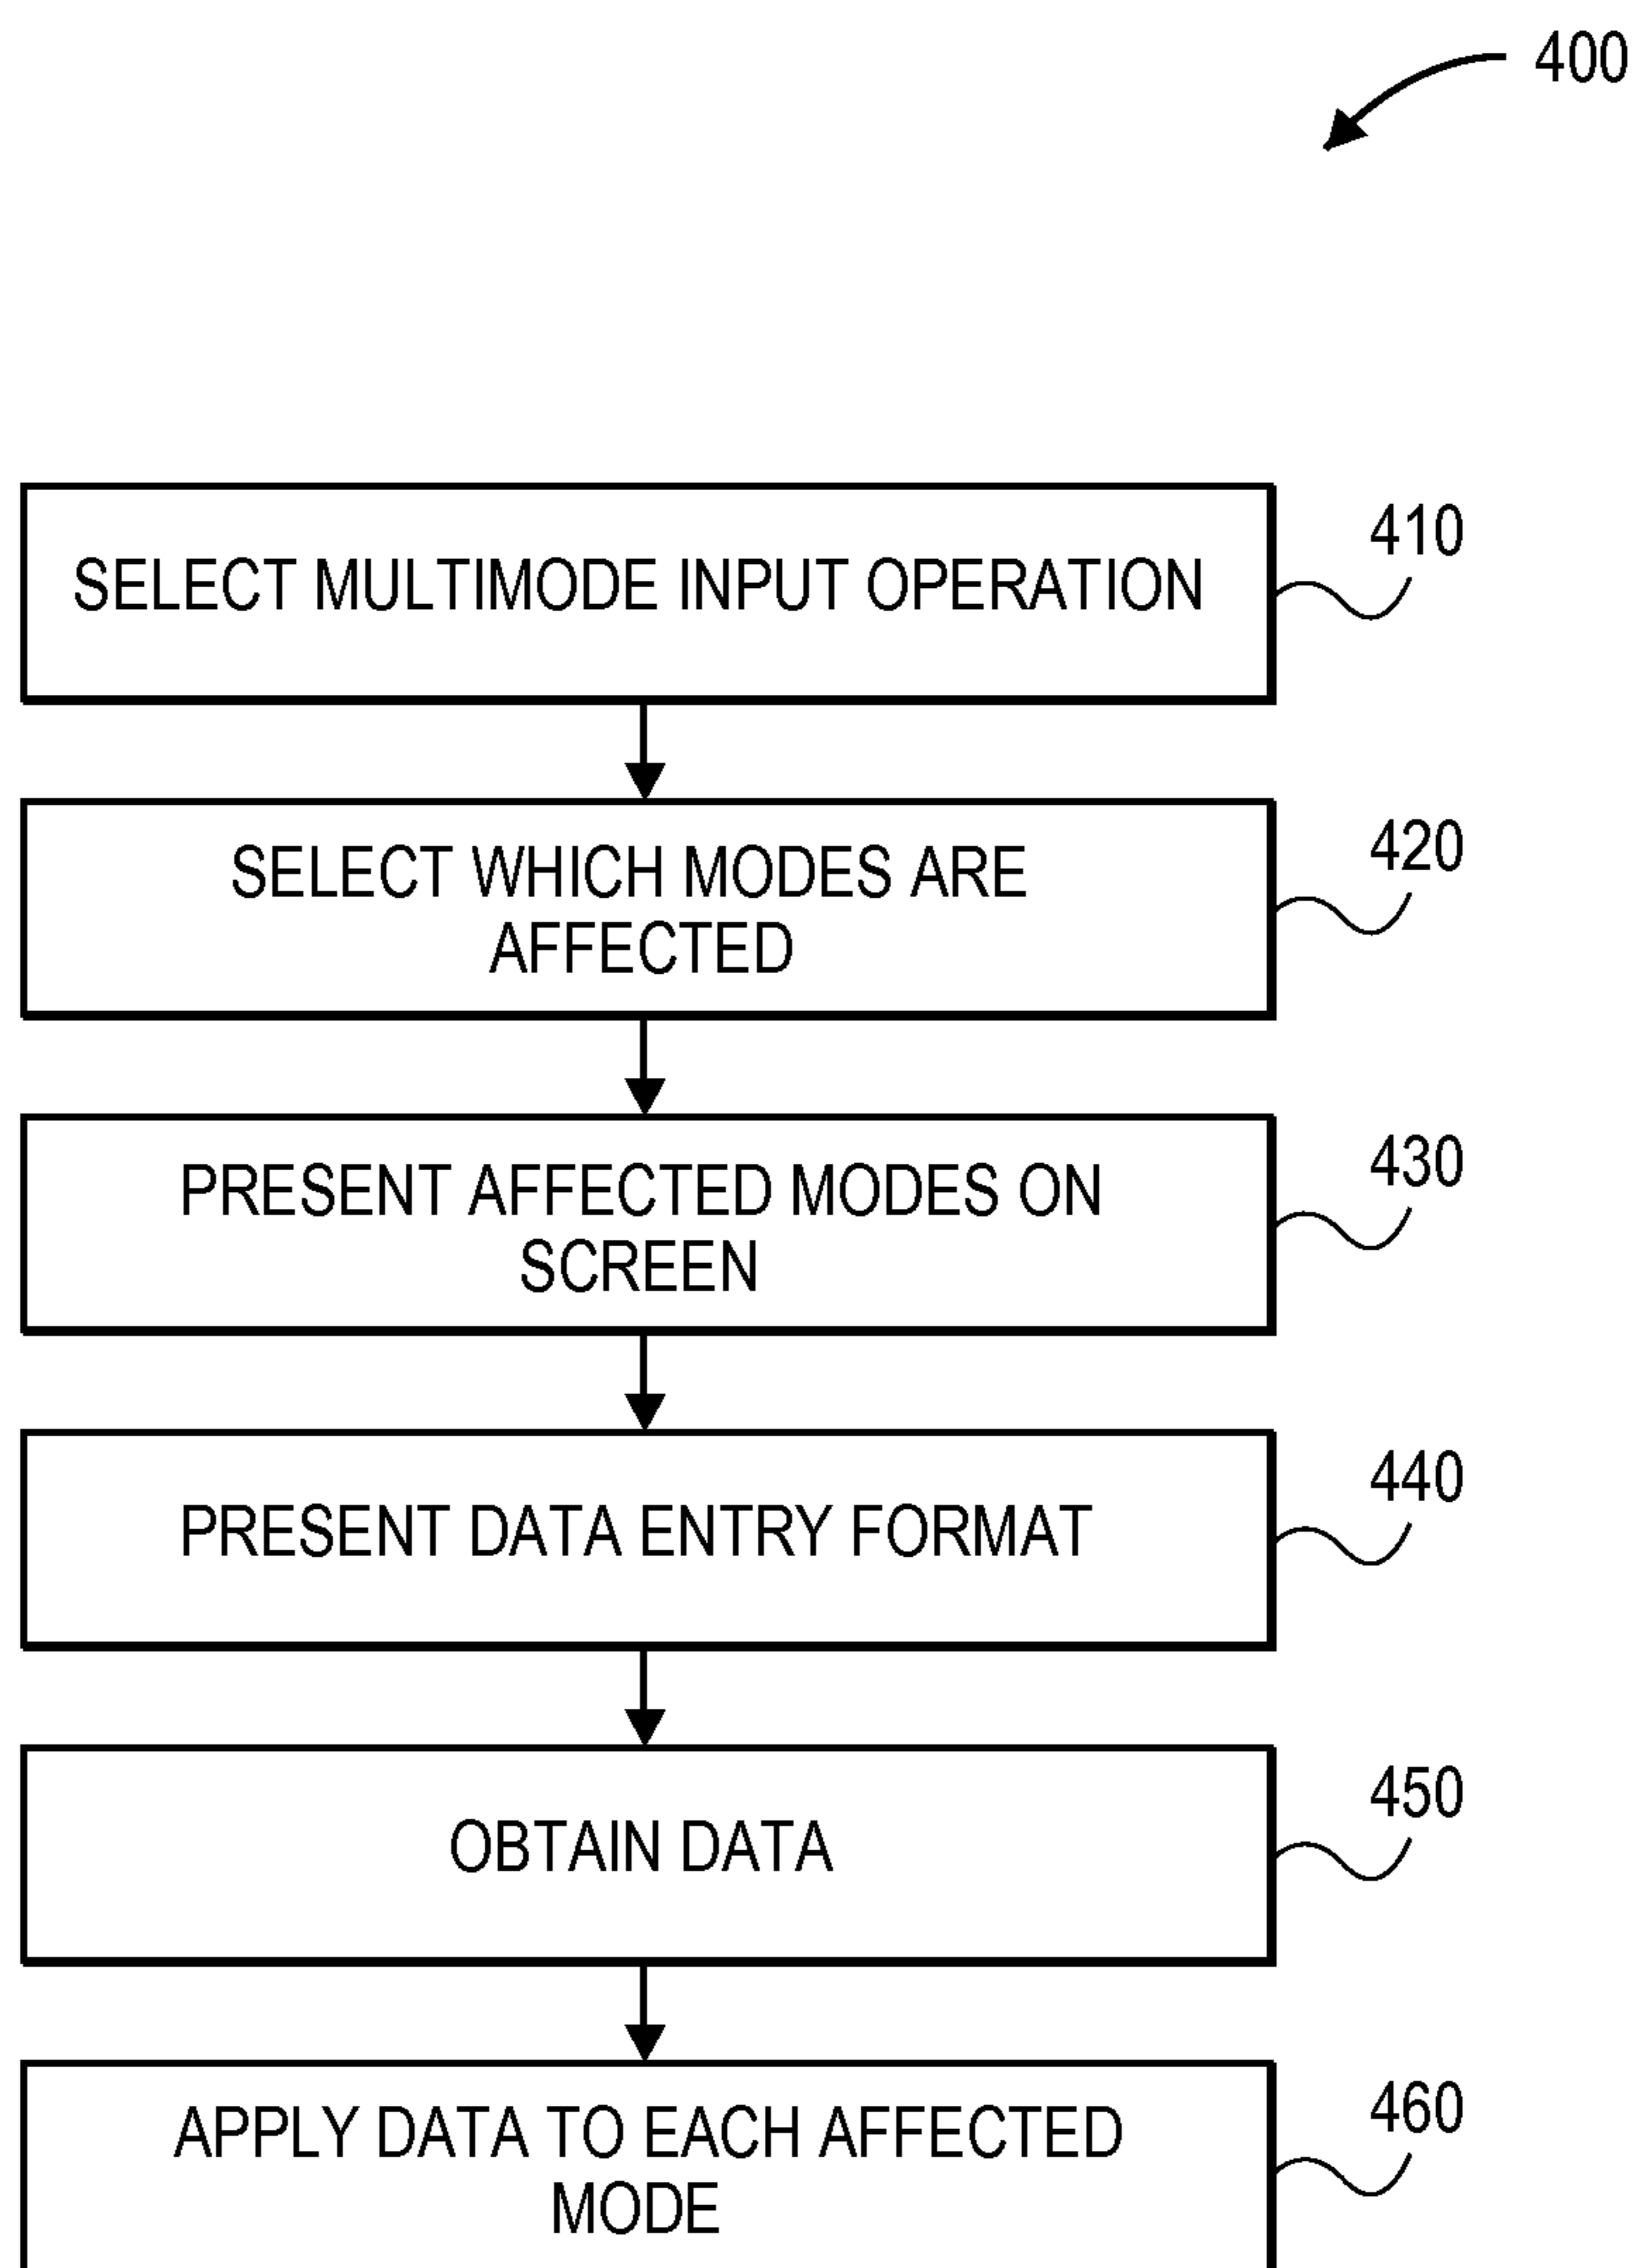 400
SELECT MULTIMODE INPUT OPERATION
410
SELECT WHICH MODES ARE
AFFECTED
420
PRESENT AFFECTED MODES ON
SCREEN
430
PRESENT DATA ENTRY FORMAT
440
OBTAIN DATA
450
APPLY DATA TO EACH AFFECTED
MODE
460